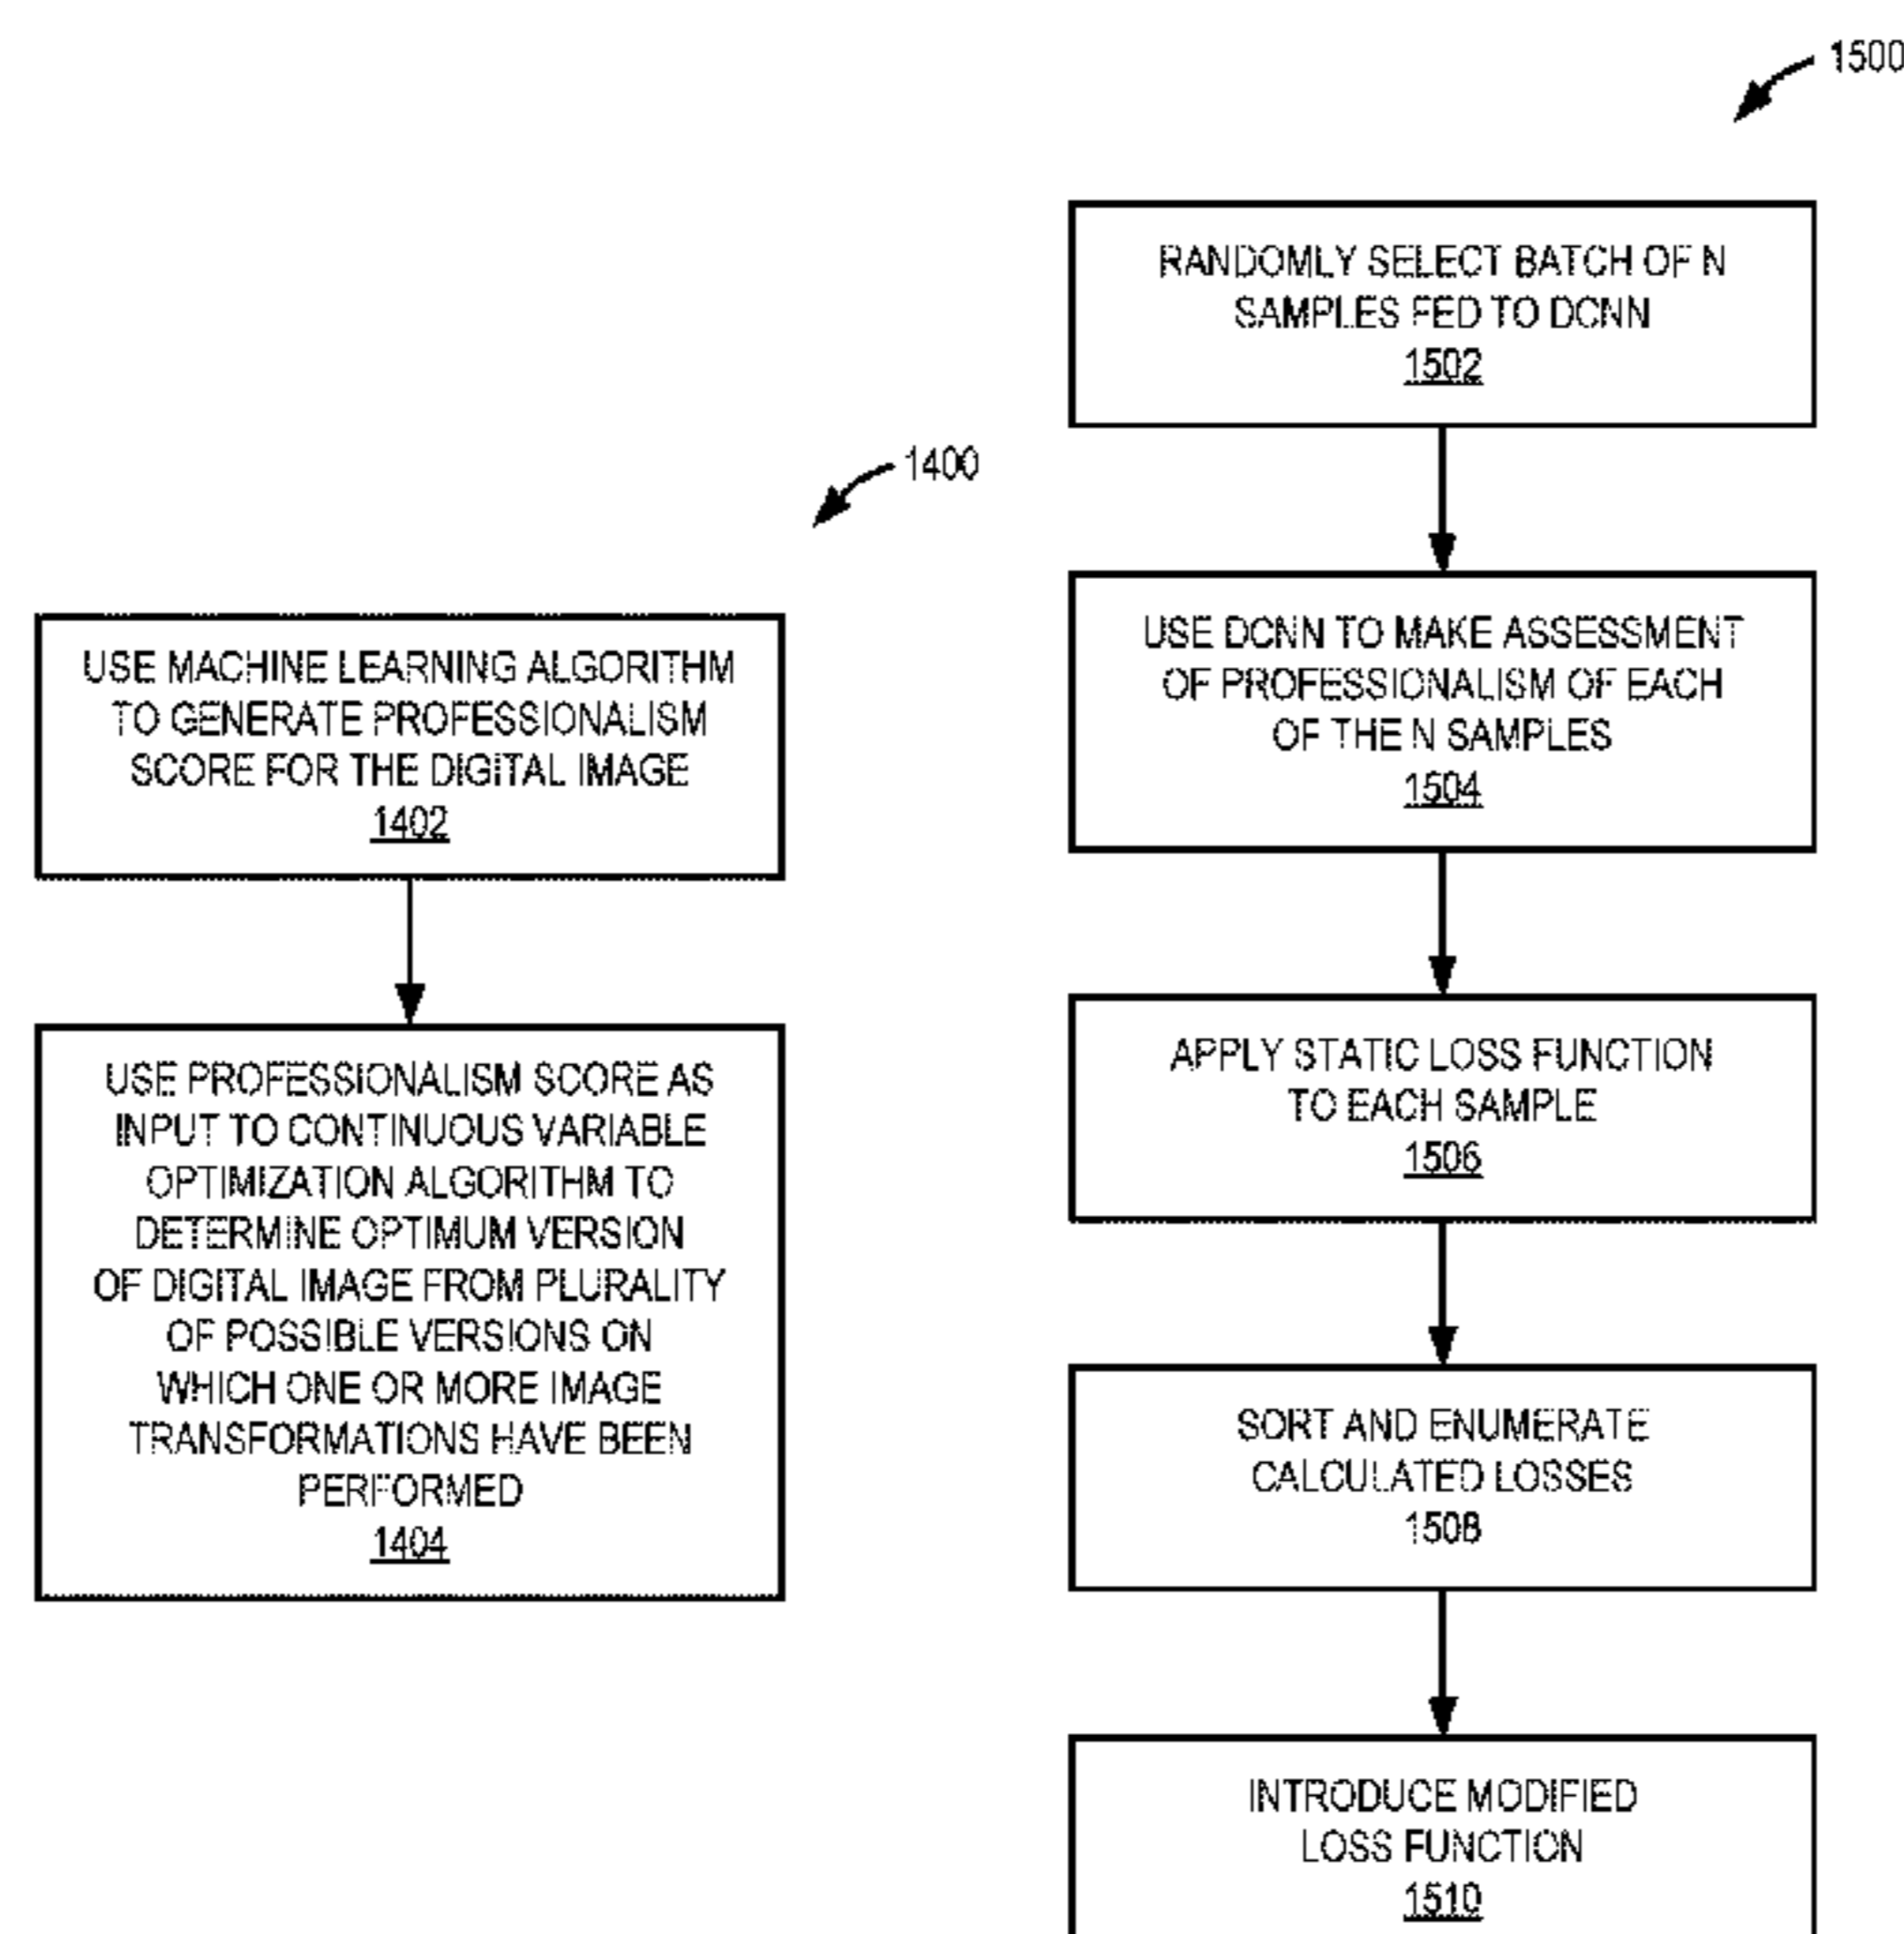 1400
USE MACHINE LEARNING ALGORITHM
TO GENERATE PROFESSIONALISM
SCORE FOR THE DIGITAL IMAGE
1402
USE PROFESSIONALISM SCORE AS
INPUT TO CONTINUOUS VARIABLE
OPTIMIZATION ALGORITHM TO
DETERMINE OPTIMUM VERSION
OF DIGITAL IMAGE FROM PLURALITY
OF POSSIBLE VERSIONS ON
WHICH ONE OR MORE IMAGE
TRANSFORMATIONS HAVE BEEN
PERFORMED
1404
1500
RANDOMLY SELECT BATCH OF N
SAMPLES FED TO DCNN
1502
USE DCNN TO MAKE ASSESSMENT
OF PROFESSIONALISM OF EACH
OF THE N SAMPLES
1504
APPLY STATIC LOSS FUNCTION
TO EACH SAMPLE
1506
SORT AND ENUMERATE
CALCULATED LOSSES
1508
INTRODUCE MODIFIED
LOSS FUNCTION
1510